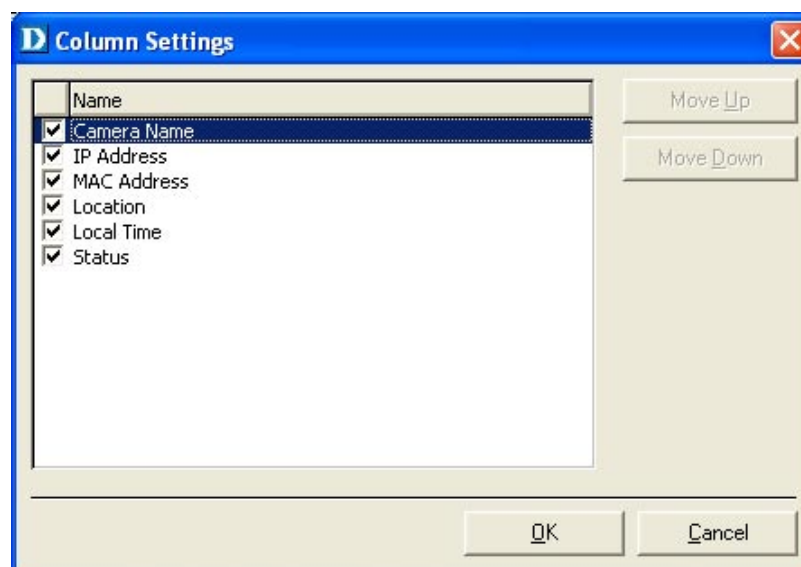 D Column Settings
Name
Camera Name
IP Address
MAC Address
Location
Local Time
Status
Move Up
Move Down
OK
Cancel